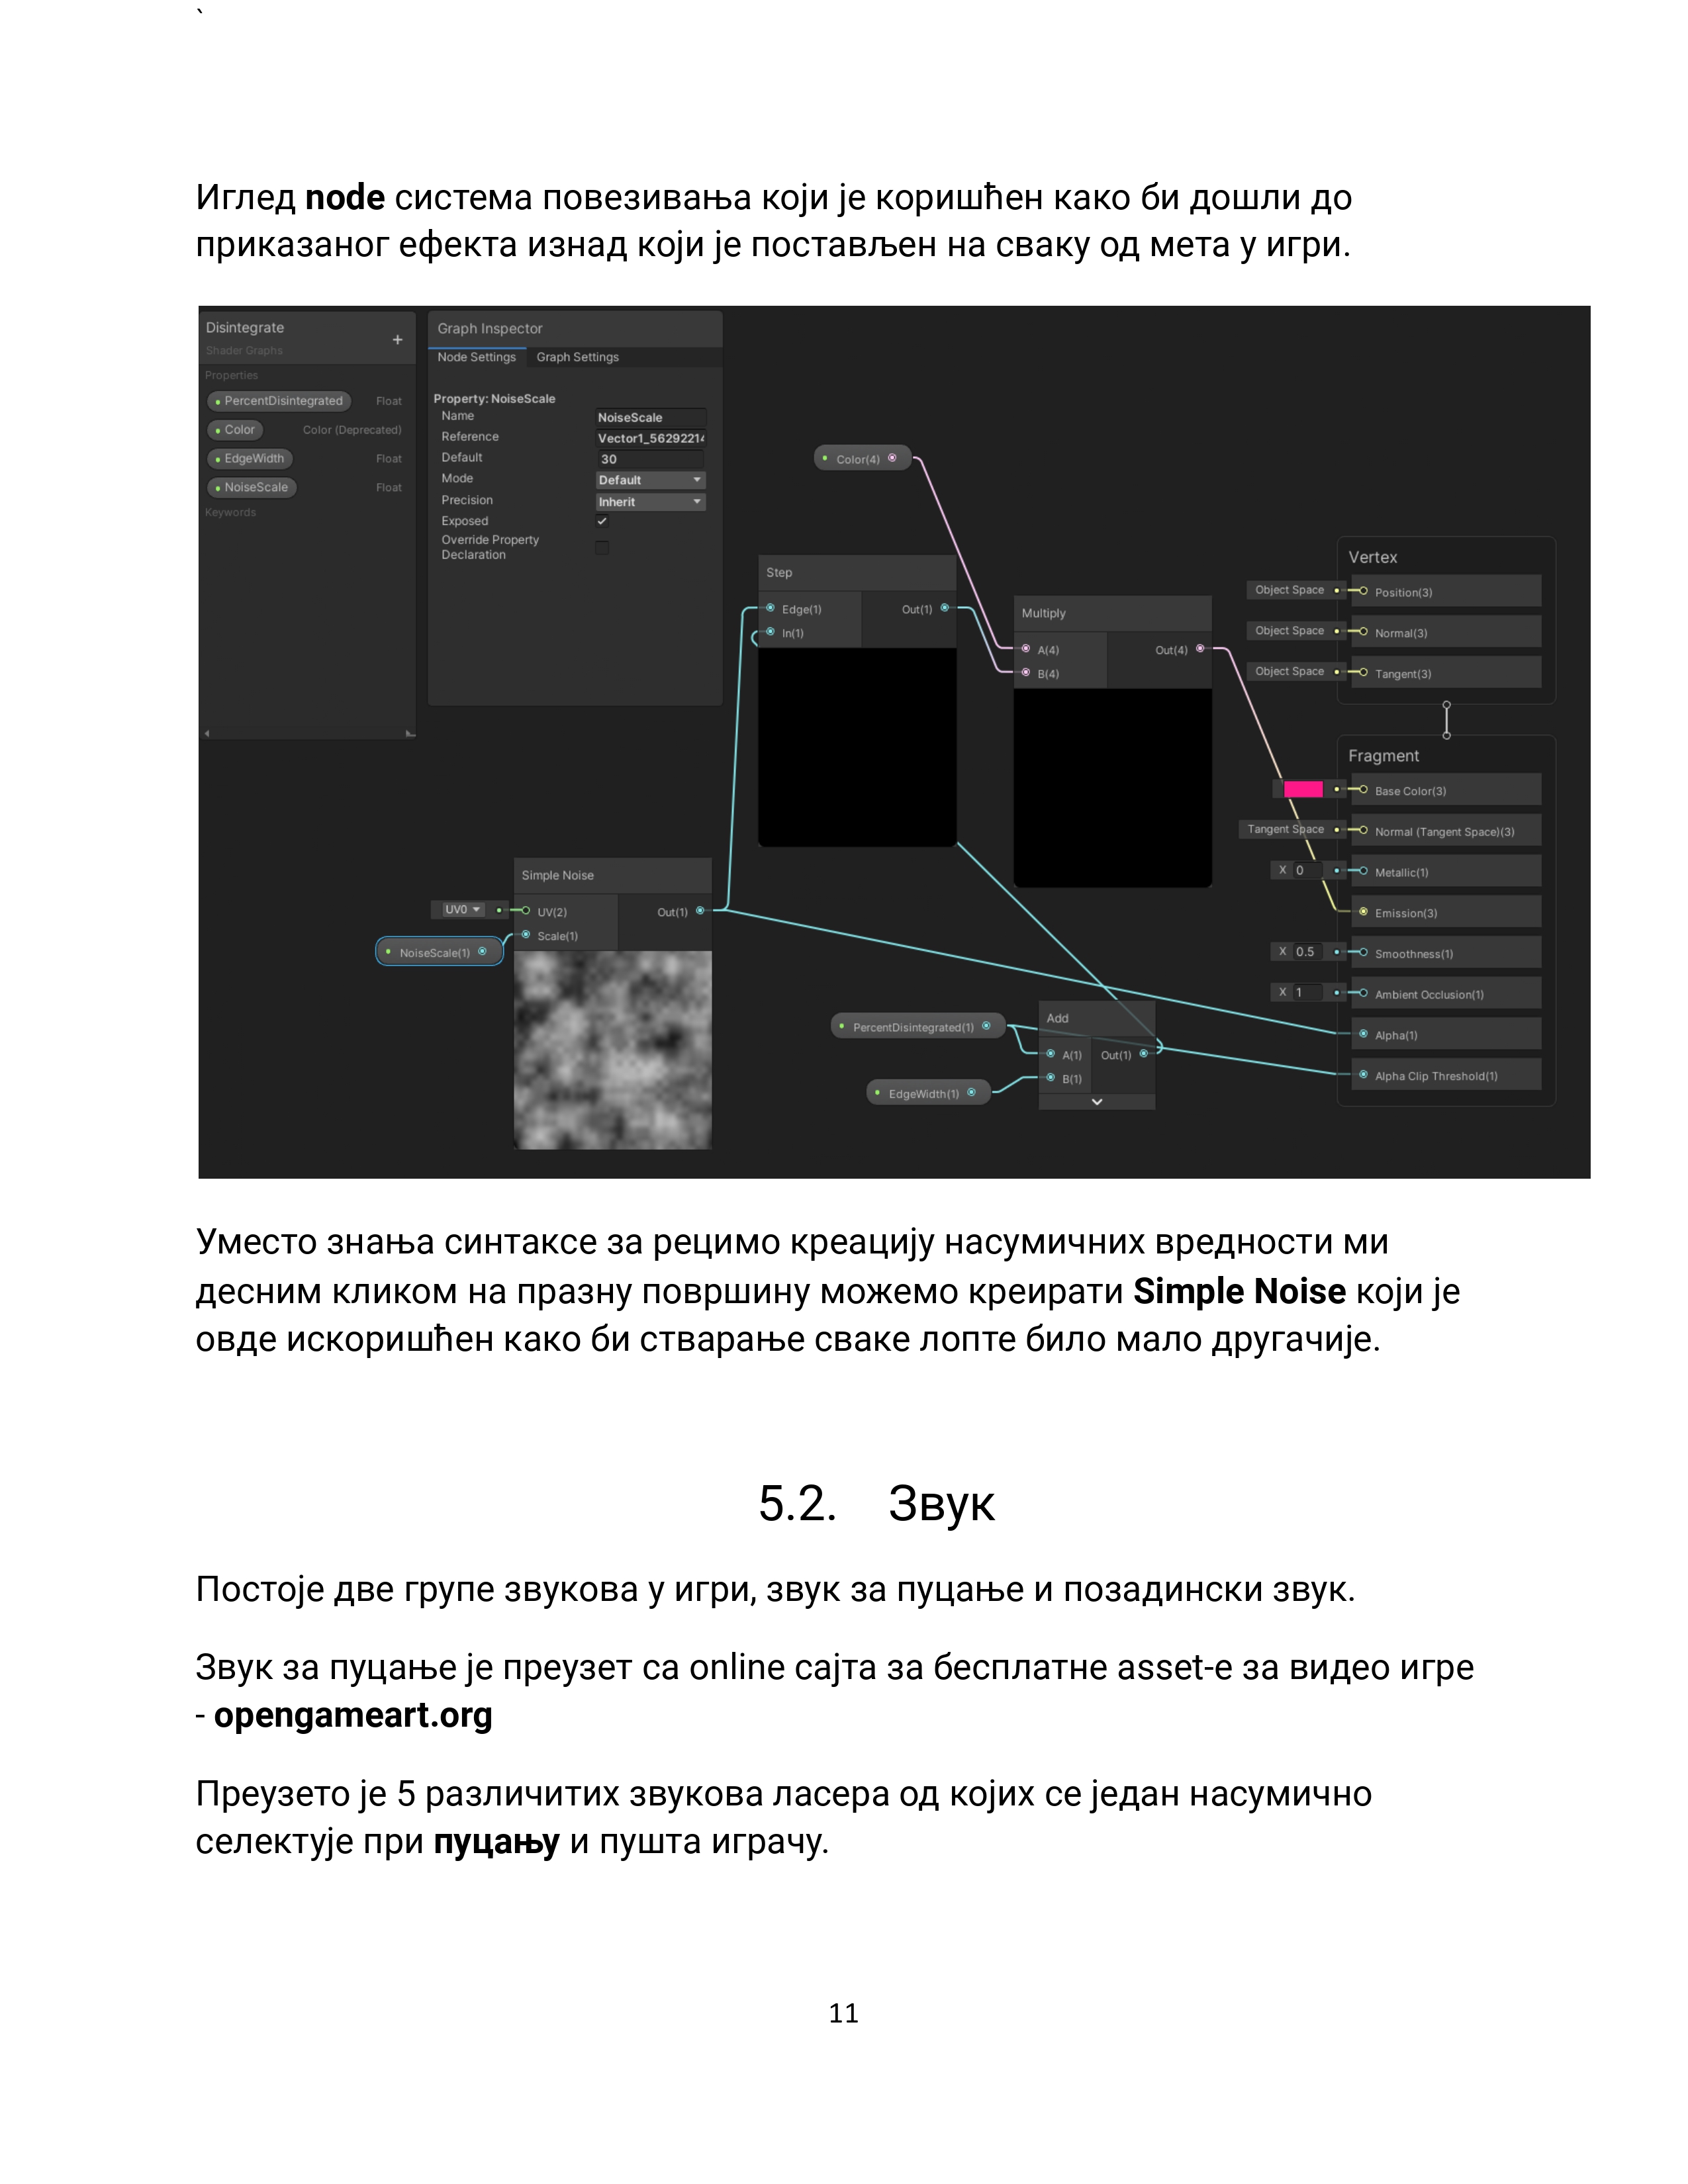 `
Иглед node система повезивања који је коришћен како би дошли до
приказаног ефекта изнад који је постављен на сваку од мета у игри.
Disintegrate
+
Shader Graphs
Properties
PercentDisintegrated Float
Color Color (Deprecated)
EdgeWidth Float
NoiseScale Float
Keywords
Graph Inspector
Node Settings Graph Settings
Property: NoiseScale
Name NoiseScale
Reference Vector1_5629221
Default 30
Mode Default
Precision Inherit
Exposed
Override Property
Declaration
Color(4)
Step
Edge(1) Out(1)
In(1)
Multiply
A(4) Out(4)
B(4)
Vertex
Object Space Position(3)
Object Space Normal(3)
Object Space Tangent(3)
Fragment
Base Color(3)
Tangent Space Normal (Tangent Space)(3)
X 0 Metallic(1)
Emission(3)
X 0.5 Smoothness(1)
X 1 Ambient Occlusion(1)
Alpha(1)
Alpha Clip Threshold(1)
Simple Noise
UV0 UV(2) Out(1)
NoiseScale(1) Scale(1)
PercentDisintegrated(1)
EdgeWidth(1)
Add
A(1) Out(1)
B(1)
Уместо знања синтаксе за рецимо креацију насумичних вредности ми
десним кликом на празну површину можемо креирати Simple Noise који је
овде искоришћен како би стварање сваке лопте било мало другачије.
5.2. Звук
Постоје две групе звукова у игри, звук за пуцање и позадински звук.
Звук за пуцање је преузет са online сајта за бесплатне asset-е за видео игре
- opengameart.org
Преузето је 5 различитих звукова ласера од којих се један насумично
селектује при пуцању и пушта играчу.
11